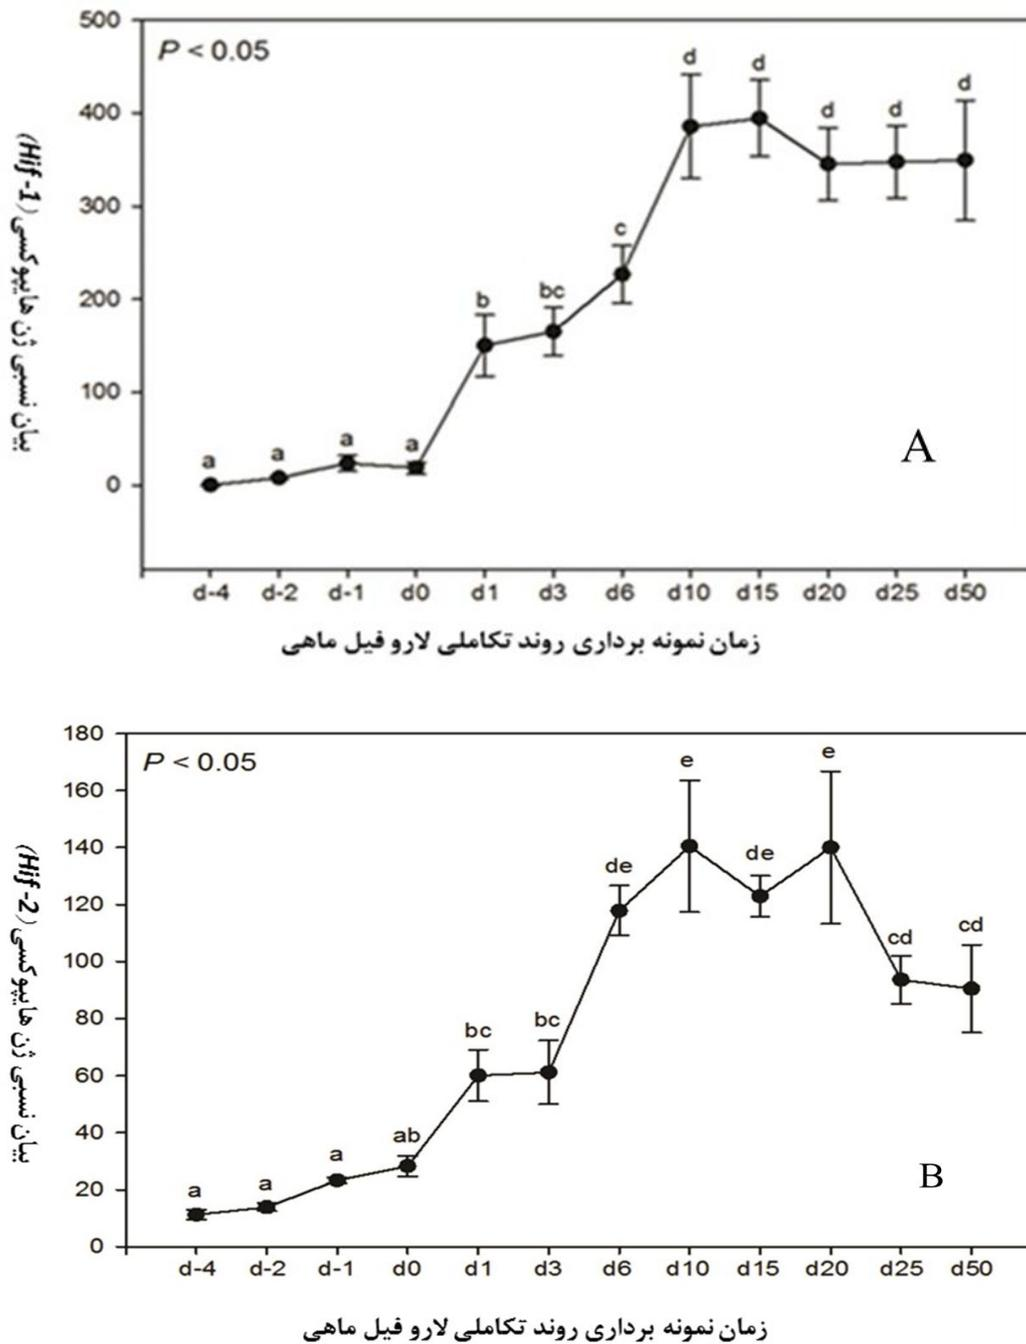 500
P < 0.05
400
300
200
100
0
d
d
d
d
d
c
bc
b
a
a
a
a
A
بیان نسبی ژن هایپوکسی (Hif-1)
d-4 d-2 d-1 d0 d1 d3 d6 d10 d15 d20 d25 d50
زمان نمونه برداری روند تکاملی لارو فیل ماهی
180
P < 0.05
160
140
120
100
80
60
40
20
0
e
e
de
de
cd
cd
bc
bc
ab
a
a
a
B
بیان نسبی ژن هایپوکسی (Hif-2)
d-4 d-2 d-1 d0 d1 d3 d6 d10 d15 d20 d25 d50
زمان نمونه برداری روند تکاملی لارو فیل ماهی